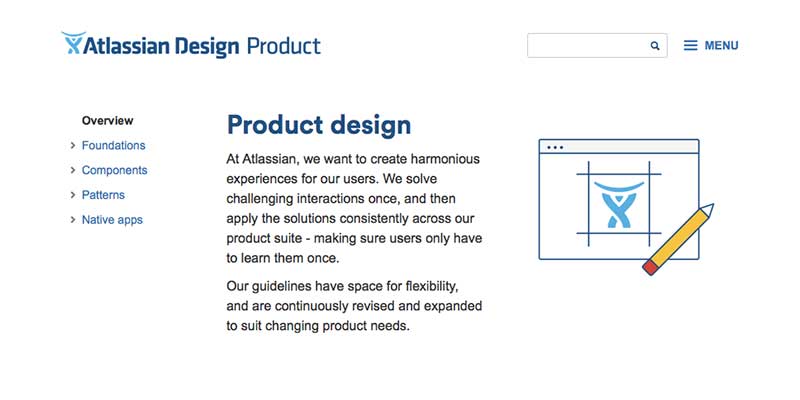 Atlassian Design Product
MENU
Overview
Foundations
Components
Patterns
Native apps
Product design
At Atlassian, we want to create harmonious
experiences for our users. We solve
challenging interactions once, and then
apply the solutions consistently across our
product suite - making sure users only have
to learn them once.
Our guidelines have space for flexibility,
and are continuously revised and expanded
to suit changing product needs.